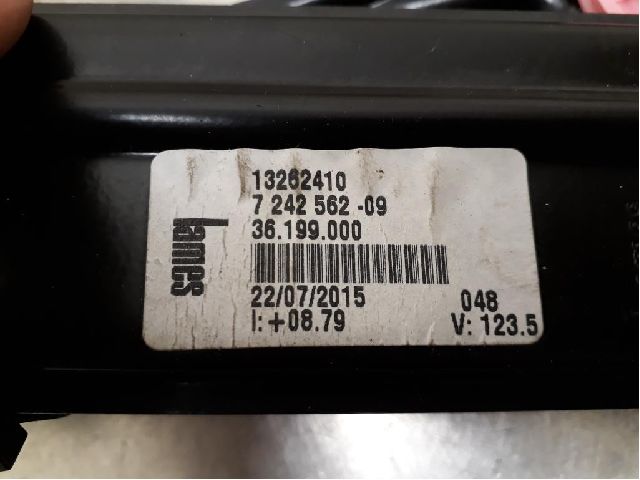 lames
13262410
7 242 562 -09
36.199.000
22/07/2015 048
I: +08.79 V: 123.5